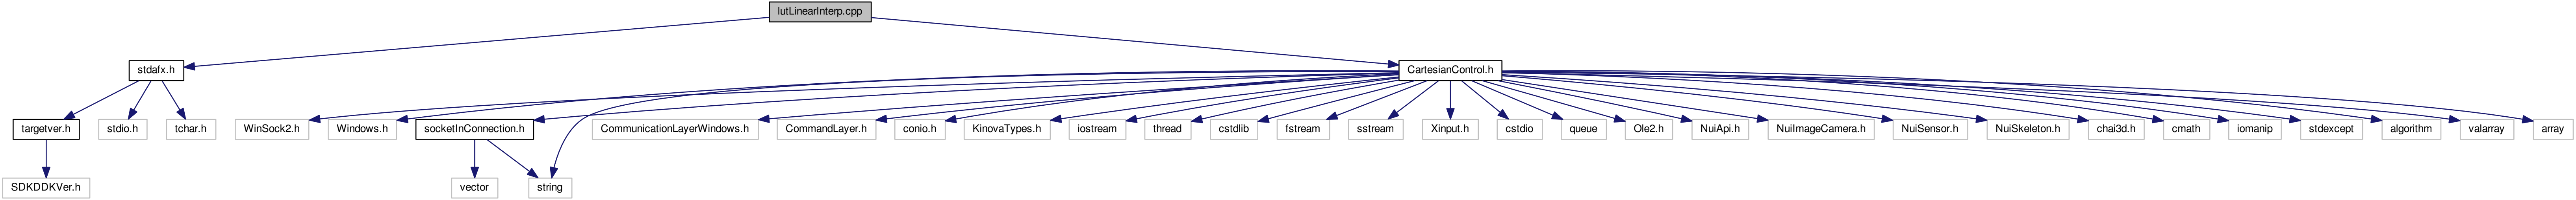 lutLinearInterp.cpp
stdafx.h
CartesianControl.h
targetver.h
stdio.h
tchar.h
WinSock2.h
Windows.h
socketInConnection.h
CommunicationLayerWindows.h
CommandLayer.h
conio.h
KinovaTypes.h
iostream
thread
cstdlib
fstream
sstream
Xinput.h
cstdio
queue
Ole2.h
NuiApi.h
NuiImageCamera.h
NuiSensor.h
NuiSkeleton.h
chai3d.h
cmath
iomanip
stdexcept
algorithm
valarray
array
SDKDDKVer.h
vector
string